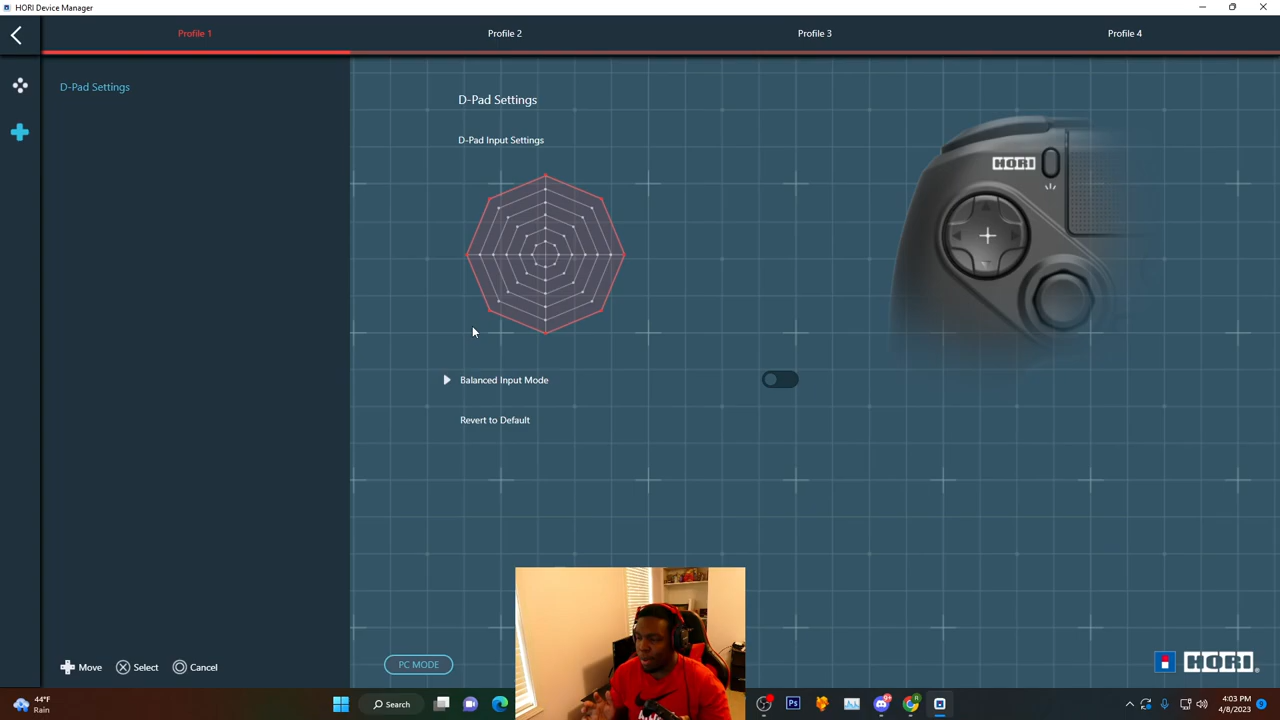 HORI Device Manager
Profile 1
Profile 2
Profile 3
Profile 4
D-Pad Settings
D-Pad Settings
D-Pad Input Settings
HORI
Balanced Input Mode
Revert to Default
Move
Select
Cancel
PC MODE
HORI
44°F
Rain
Search
Ps
6+
R
4:03 PM
4/8/2023